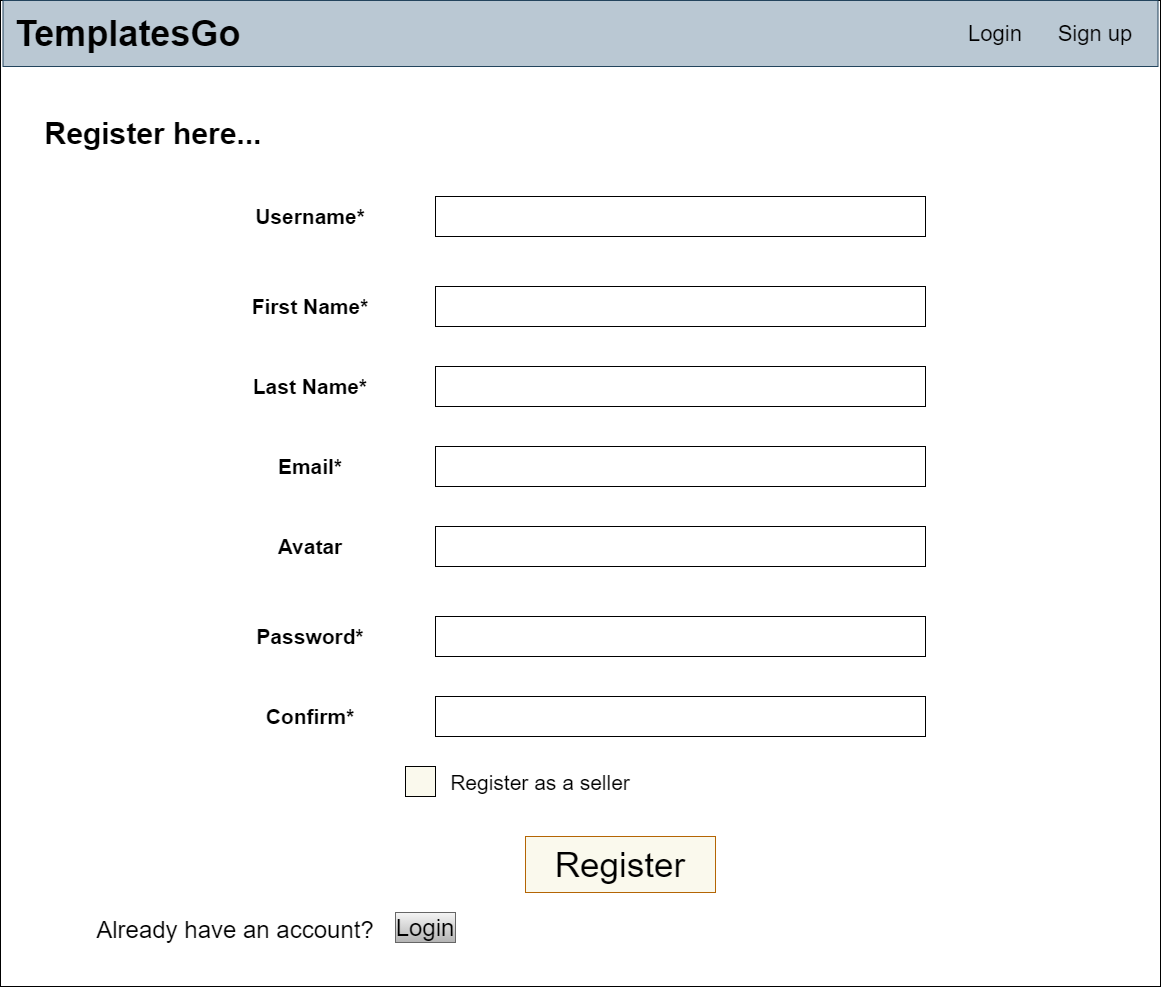 TemplatesGo Login Sign up
Register here...
Username*
First Name*
Last Name*
Email*
Avatar
Password*
Confirm*
Register as a seller
Register
Already have an account? Login